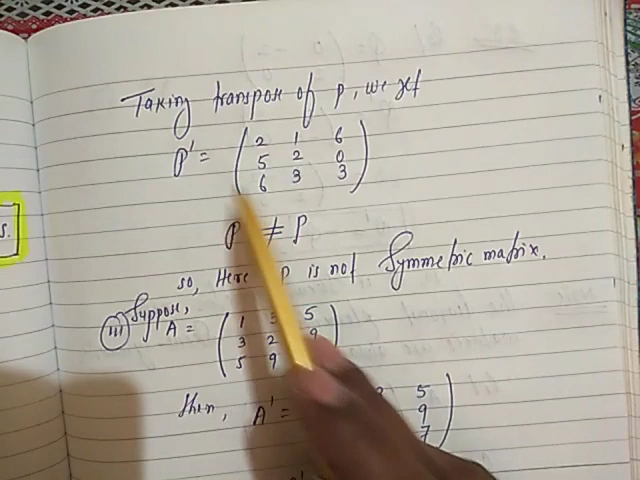 Taking transpose of P, we get
P' = ( 2 1 6
5 2 0
6 3 3 )
P ≠ P
so, Here P is not Symmetric matrix.
(iii) Suppose,
A = ( 1 3 5
3 2 9
5 9
then, A' = 5
9
7 )
s.